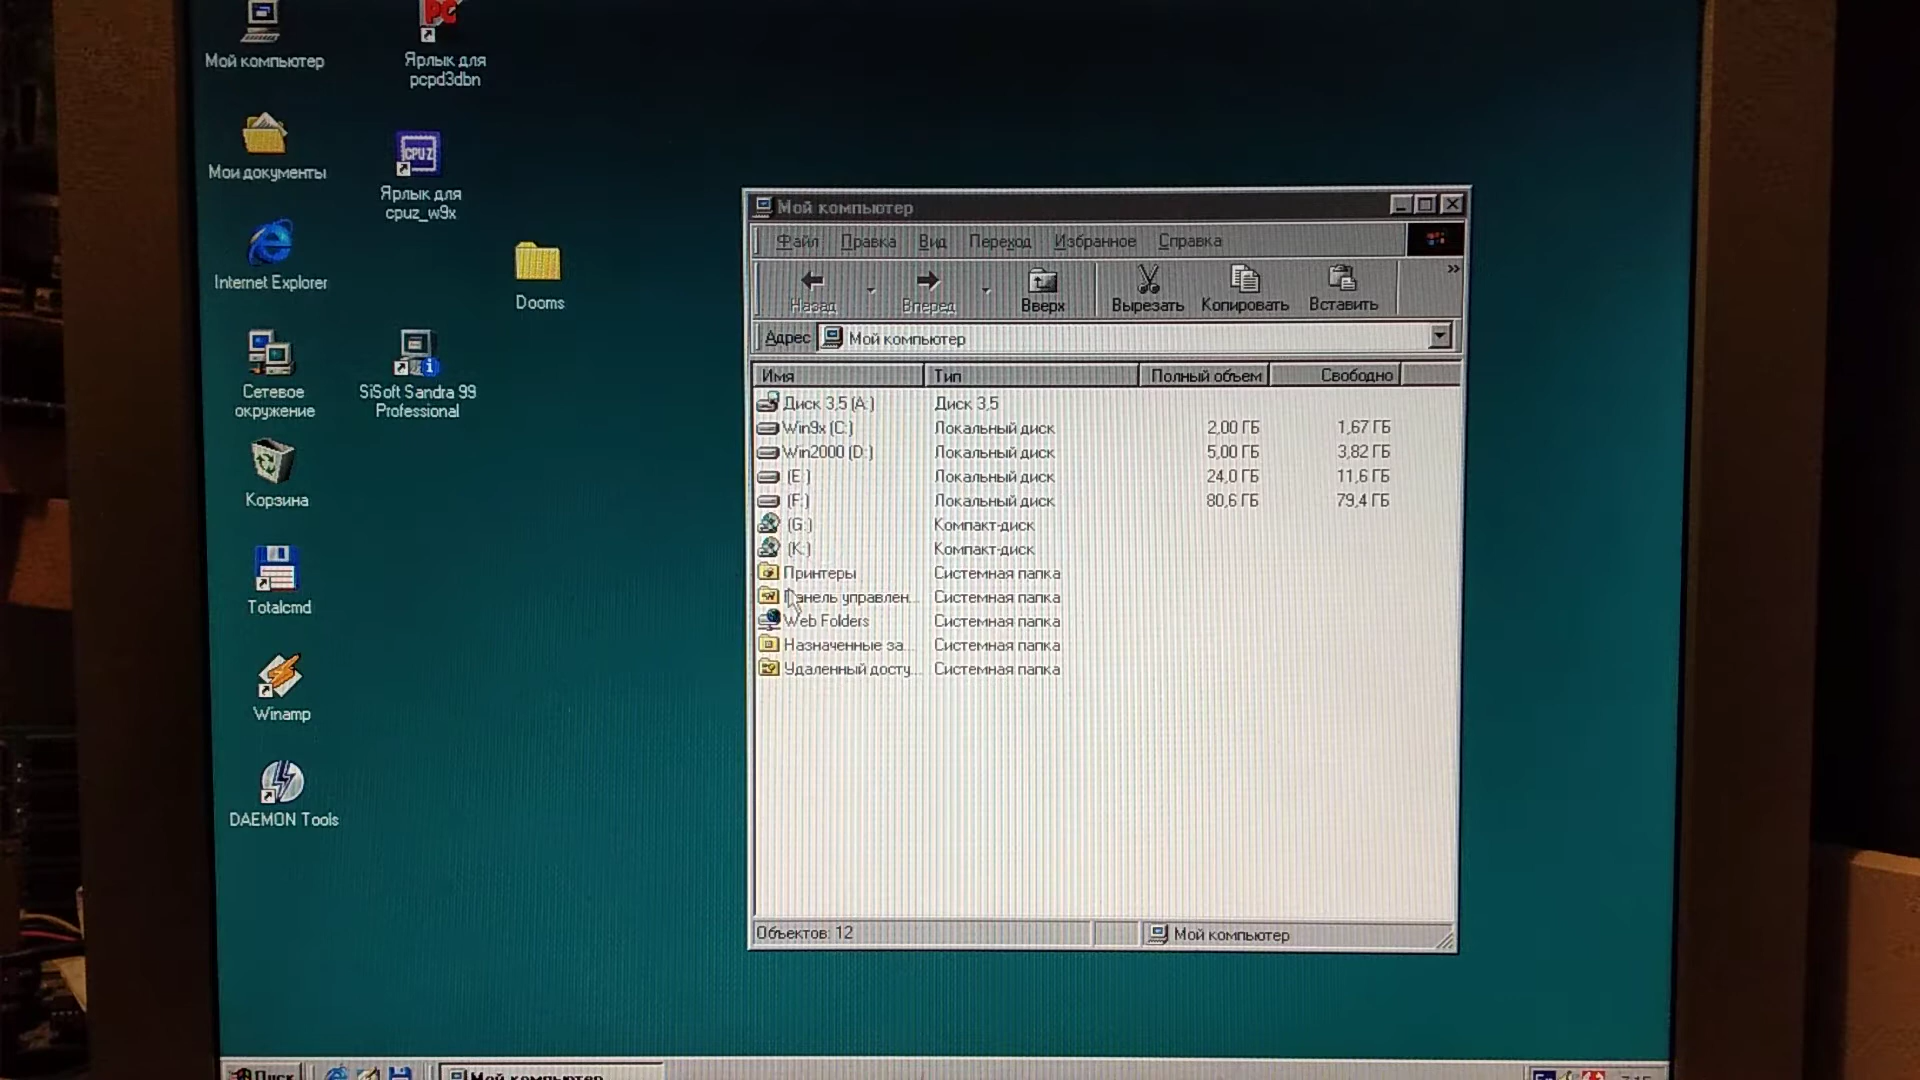 Мой компьютер
PC
Ярлык для
pcpd3dbn
Мои документы
CPU Z
Ярлык для
cpuz_w9x
Internet Explorer
Dooms
Сетевое
окружение
SiSoft Sandra 99
Professional
Корзина
Totalcmd
Winamp
DAEMON Tools
Мой компьютер
Файл Правка Вид Переход Избранное Справка
Назад Вперед Вверх Вырезать Копировать Вставить »
Адрес Мой компьютер
Имя Тип Полный объем Свободно
Диск 3,5 (A:) Диск 3,5
Win9x (C:) Локальный диск 2,00 ГБ 1,67 ГБ
Win2000 (D:) Локальный диск 5,00 ГБ 3,82 ГБ
(E:) Локальный диск 24,0 ГБ 11,6 ГБ
(F:) Локальный диск 80,6 ГБ 79,4 ГБ
(G:) Компакт-диск
(K:) Компакт-диск
Принтеры Системная папка
Панель управлен... Системная папка
Web Folders Системная папка
Назначенные за... Системная папка
Удаленный досту... Системная папка
Объектов: 12 Мой компьютер
Пуск Мой компьютер En